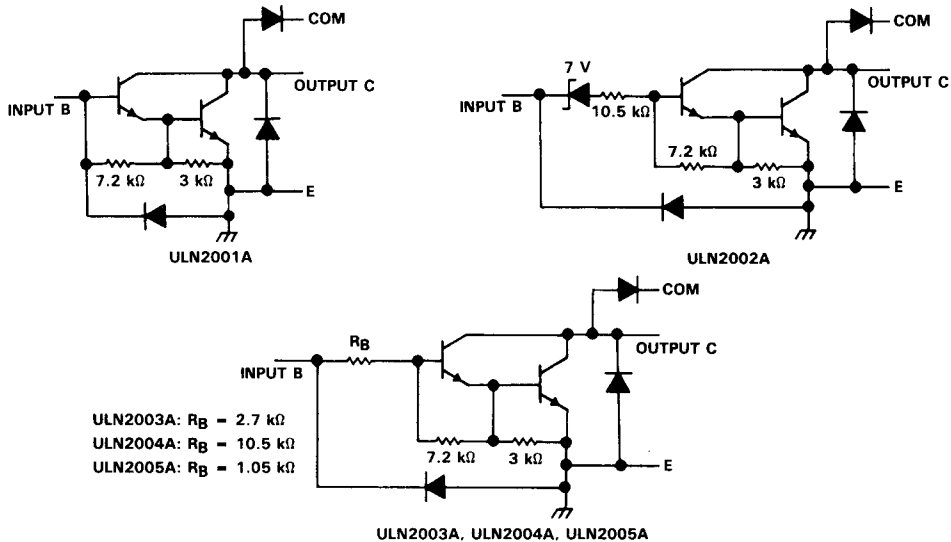 COM
OUTPUT C
INPUT B
7.2 kΩ
3 kΩ
E
ULN2001A
COM
7 V
OUTPUT C
INPUT B
10.5 kΩ
7.2 kΩ
3 kΩ
E
ULN2002A
COM
RB
OUTPUT C
INPUT B
ULN2003A: RB = 2.7 kΩ
ULN2004A: RB = 10.5 kΩ
ULN2005A: RB = 1.05 kΩ
7.2 kΩ
3 kΩ
E
ULN2003A, ULN2004A, ULN2005A